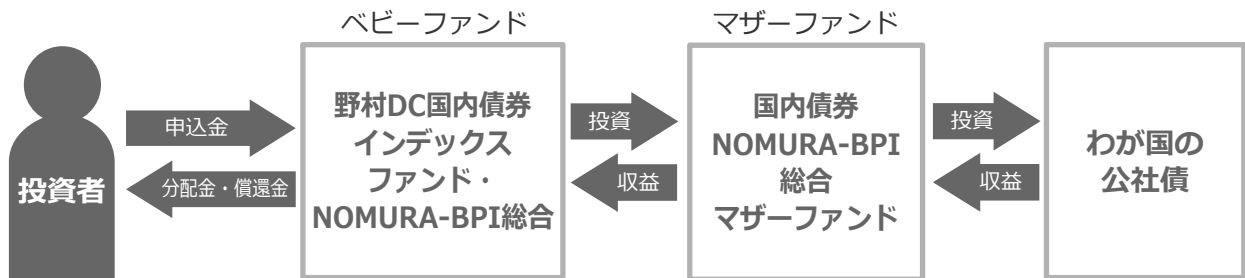 ベビーファンド
マザーファンド
投資者
申込金
分配金・償還金
野村DC国内債券
インデックス
ファンド・
NOMURA-BPI総合
投資
収益
国内債券
NOMURA-BPI
総合
マザーファンド
投資
収益
わが国の
公社債